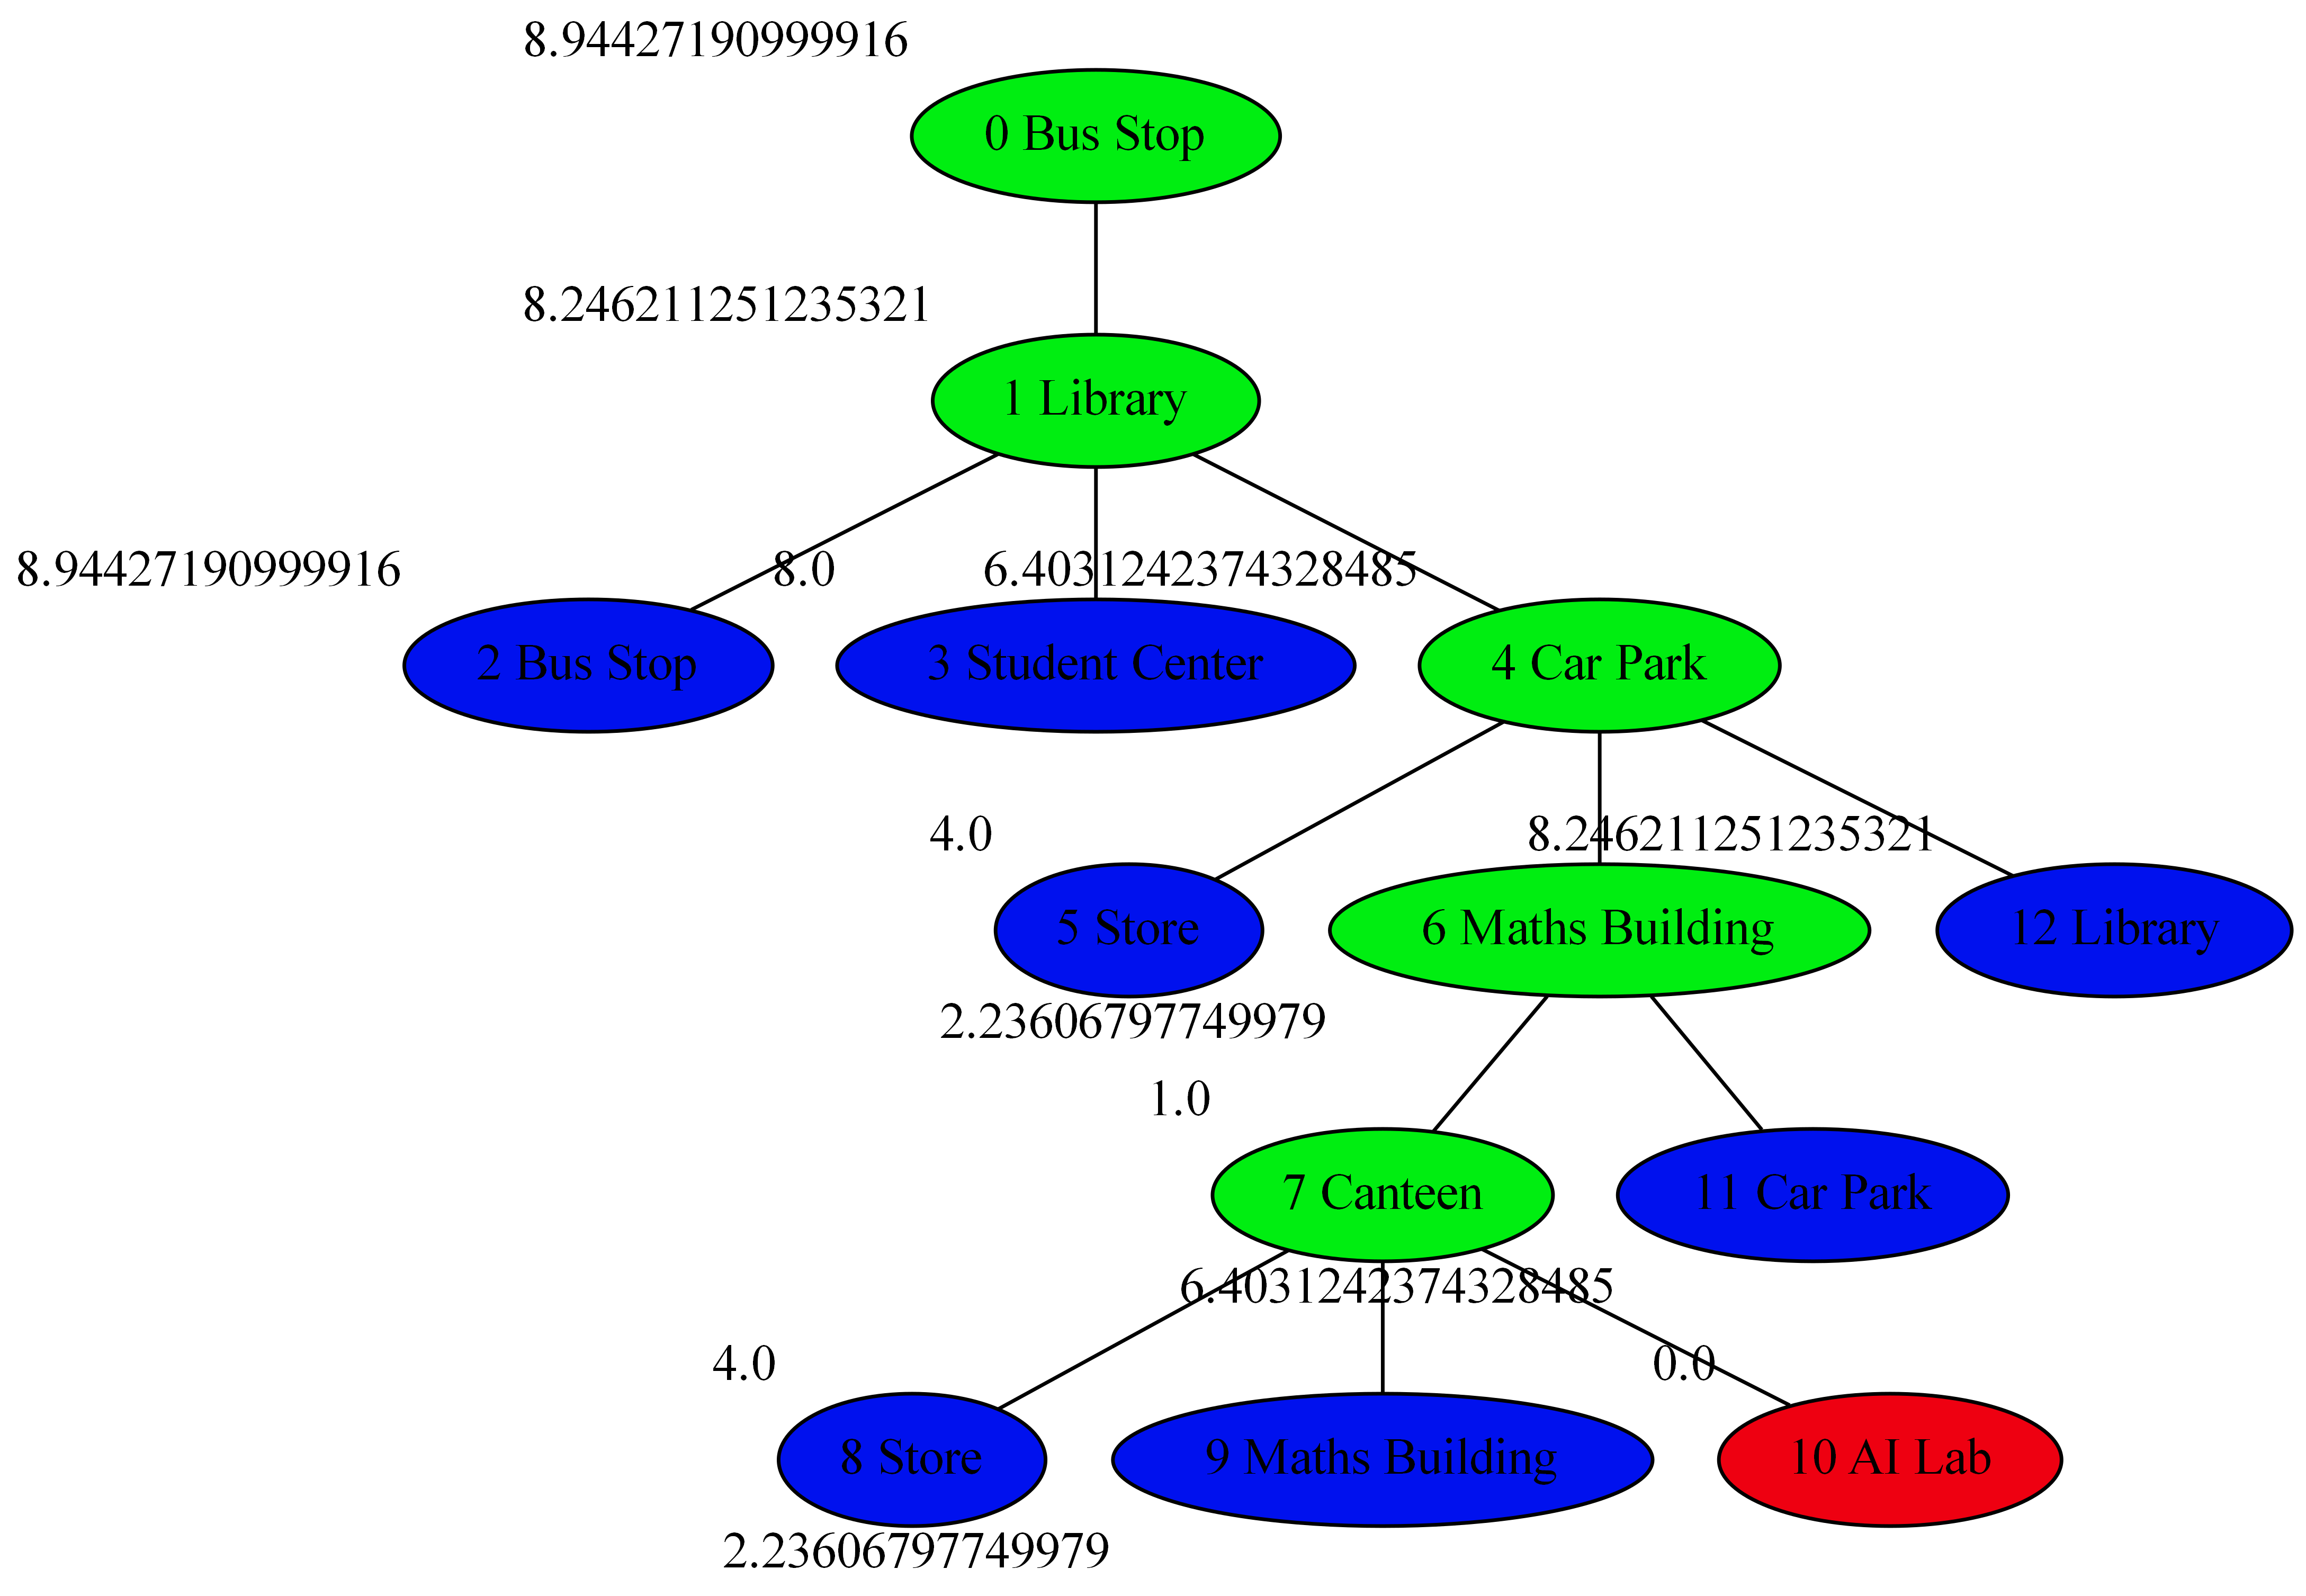 8.94427190999916
0 Bus Stop
8.246211251235321
1 Library
8.94427190999916
8.0
6.4031242374328485
2 Bus Stop
3 Student Center
4 Car Park
4.0
8.246211251235321
5 Store
6 Maths Building
12 Library
2.23606797749979
1.0
7 Canteen
11 Car Park
6.4031242374328485
4.0
0.0
8 Store
9 Maths Building
10 AI Lab
2.23606797749979